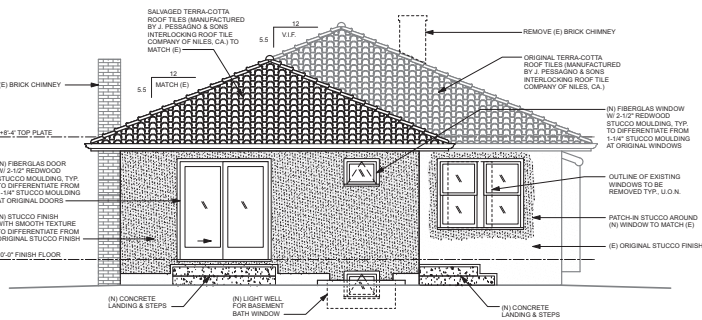 SALVAGED TERRA-COTTA
ROOF TILES (MANUFACTURED
BY J. PESSAGNO & SONS
INTERLOCKING ROOF TILE
COMPANY OF NILES, CA.) TO
MATCH (E)
12
5.5
V.I.F.
REMOVE (E) BRICK CHIMNEY
ORIGINAL TERRA-COTTA
ROOF TILES (MANUFACTURED
BY J. PESSAGNO & SONS
INTERLOCKING ROOF TILE
COMPANY OF NILES, CA.)
(E) BRICK CHIMNEY
12
5.5
MATCH (E)
(N) FIBERGLAS WINDOW
W/ 2-1/2" REDWOOD
STUCCO MOULDING, TYP.
TO DIFFERENTIATE FROM
1-1/4" STUCCO MOULDING
AT ORIGINAL WINDOWS
+8'-4" TOP PLATE
(N) FIBERGLAS DOOR
W/ 2-1/2" REDWOOD
STUCCO MOULDING, TYP.
TO DIFFERENTIATE FROM
1-1/4" STUCCO MOULDING
AT ORIGINAL DOORS
OUTLINE OF EXISTING
WINDOWS TO BE
REMOVED TYP., U.O.N.
(N) STUCCO FINISH
WITH SMOOTH TEXTURE
TO DIFFERENTIATE FROM
ORIGINAL STUCCO FINISH
PATCH-IN STUCCO AROUND
(N) WINDOW TO MATCH (E)
(E) ORIGINAL STUCCO FINISH
0'-0" FINISH FLOOR
(N) CONCRETE
LANDING & STEPS
(N) LIGHT WELL
FOR BASEMENT
BATH WINDOW
(N) CONCRETE
LANDING & STEPS